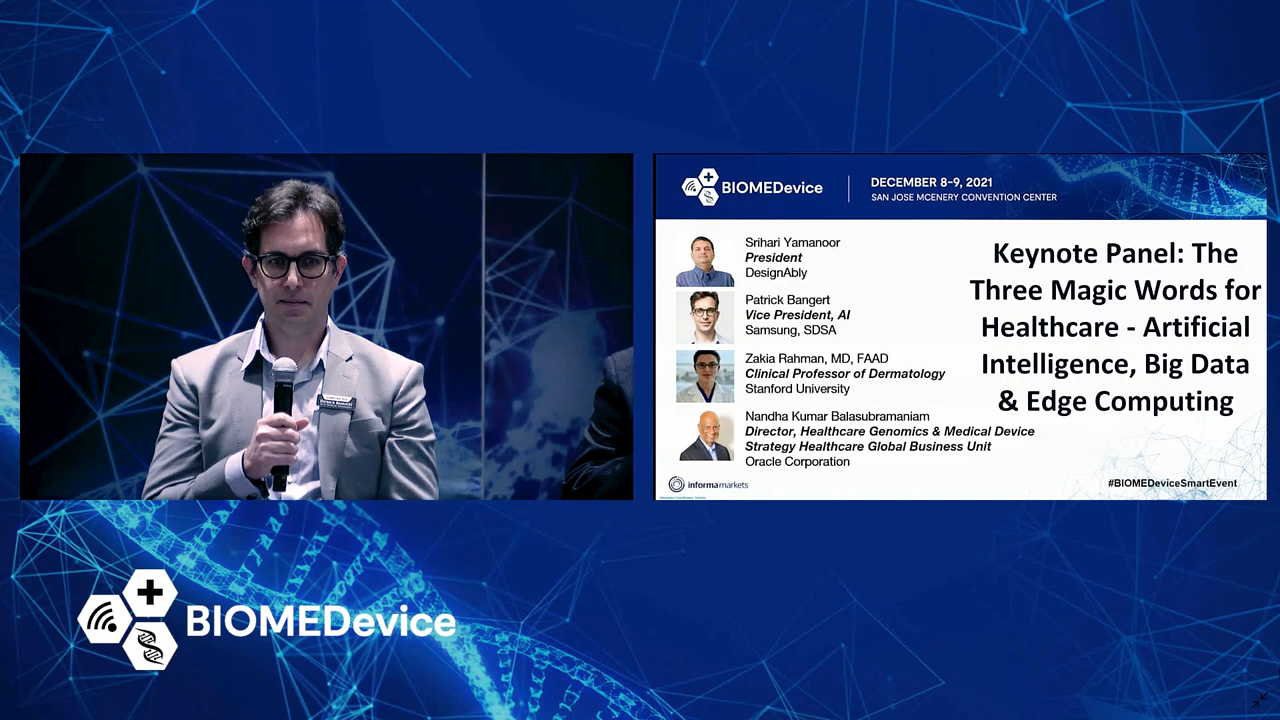 BIOMEDevice
DECEMBER 8-9, 2021
SAN JOSE MCENERY CONVENTION CENTER
Srihari Yamanoor
President
DesignAbly
Patrick Bangert
Vice President, AI
Samsung, SDSA
Zakia Rahman, MD, FAAD
Clinical Professor of Dermatology
Stanford University
Nandha Kumar Balasubramaniam
Director, Healthcare Genomics & Medical Device
Strategy Healthcare Global Business Unit
Oracle Corporation
Keynote Panel: The
Three Magic Words for
Healthcare - Artificial
Intelligence, Big Data
& Edge Computing
informa markets
#BIOMEDeviceSmartEvent
BIOMEDevice